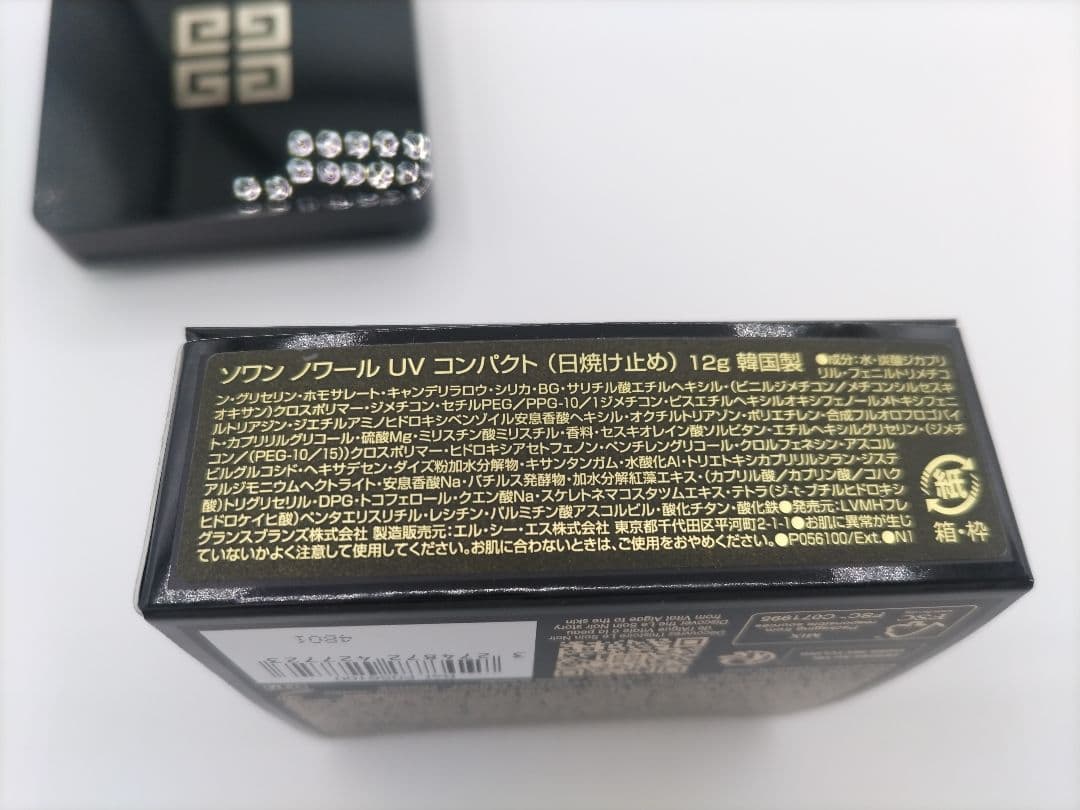 ソワン ノワール UV コンパクト (日焼け止め) 12g 韓国製 ●成分:水・炭酸ジカプリ
リル・フェニルトリメチコ
ン・グリセリン・ホモサレート・キャンデリラロウ・シリカ・BG・サリチル酸エチルヘキシル・(ビニルジメチコン/メチコンシルセスキ
オキサン)クロスポリマー・ジメチコン・セチルPEG/PPG-10/1ジメチコン・ビスエチルヘキシルオキシフェノールメトキシフェニ
ルトリアジン・ジエチルアミノヒドロキシベンゾイル安息香酸ヘキシル・オクチルトリアゾン・ポリエチレン・合成フルオロフロゴパイ
ト・カプリリルグリコール・硫酸Mg・ミリスチン酸ミリスチル・香料・セスキオレイン酸ソルビタン・エチルヘキシルグリセリン・(ジメチ
コン/(PEG-10/15))クロスポリマー・ヒドロキシアセトフェノン・ペンチレングリコール・クロルフェネシン・アスコル
ビルグルコシド・ヘキサデセン・ダイズ粉加水分解物・キサンタンガム・水酸化Al・トリエトキシカプリリルシラン・ジステ
アルジモニウムヘクトライト・安息香酸Na・バチルス発酵物・加水分解紅藻エキス・(カプリル酸/カプリン酸/コハク
酸)トリグリセリル・DPG・トコフェロール・クエン酸Na・スケレトネマコスタツムエキス・テトラ(ジ-t-ブチルヒドロキシ
ヒドロケイヒ酸)ペンタエリスリチル・レシチン・パルミチン酸アスコルビル・酸化チタン・酸化鉄●発売元:LVMHフレ
グランスブランズ株式会社 製造販売元:エル・シー・エス株式会社 東京都千代田区平河町2-1-1●お肌に異常が生じ
ていないかよく注意して使用してください。お肌に合わないときは、ご使用をおやめください。●P056100/Ext.●N1
紙
箱・枠
4B01
3 274872 427723
Découvrez l'histoire Le Soin Noir
de l'Algue Vitale à la peau
Discover the Le Soin Noir story
from Vital Algae to the skin
MIX
FSC
FSC® C071995